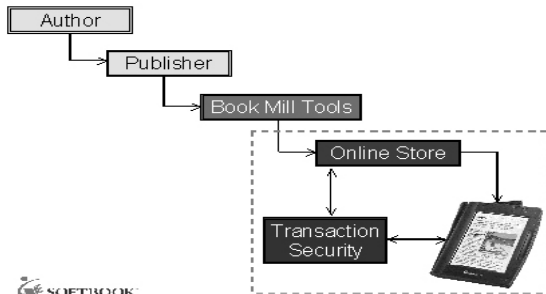 Author
Publisher
Book Mill Tools
Online Store
Transaction
Security
SOFTBOOK